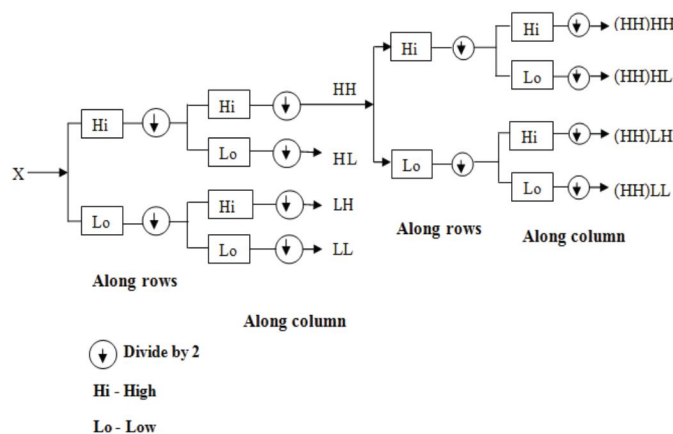 Hi
(HH)HH
Hi
Lo
(HH)HL
Hi
HH
Hi
Lo
HL
X
Hi
(HH)LH
Lo
Lo
(HH)LL
Lo
Hi
LH
Lo
LL
Along rows
Along column
Along rows
Along column
Divide by 2
Hi - High
Lo - Low